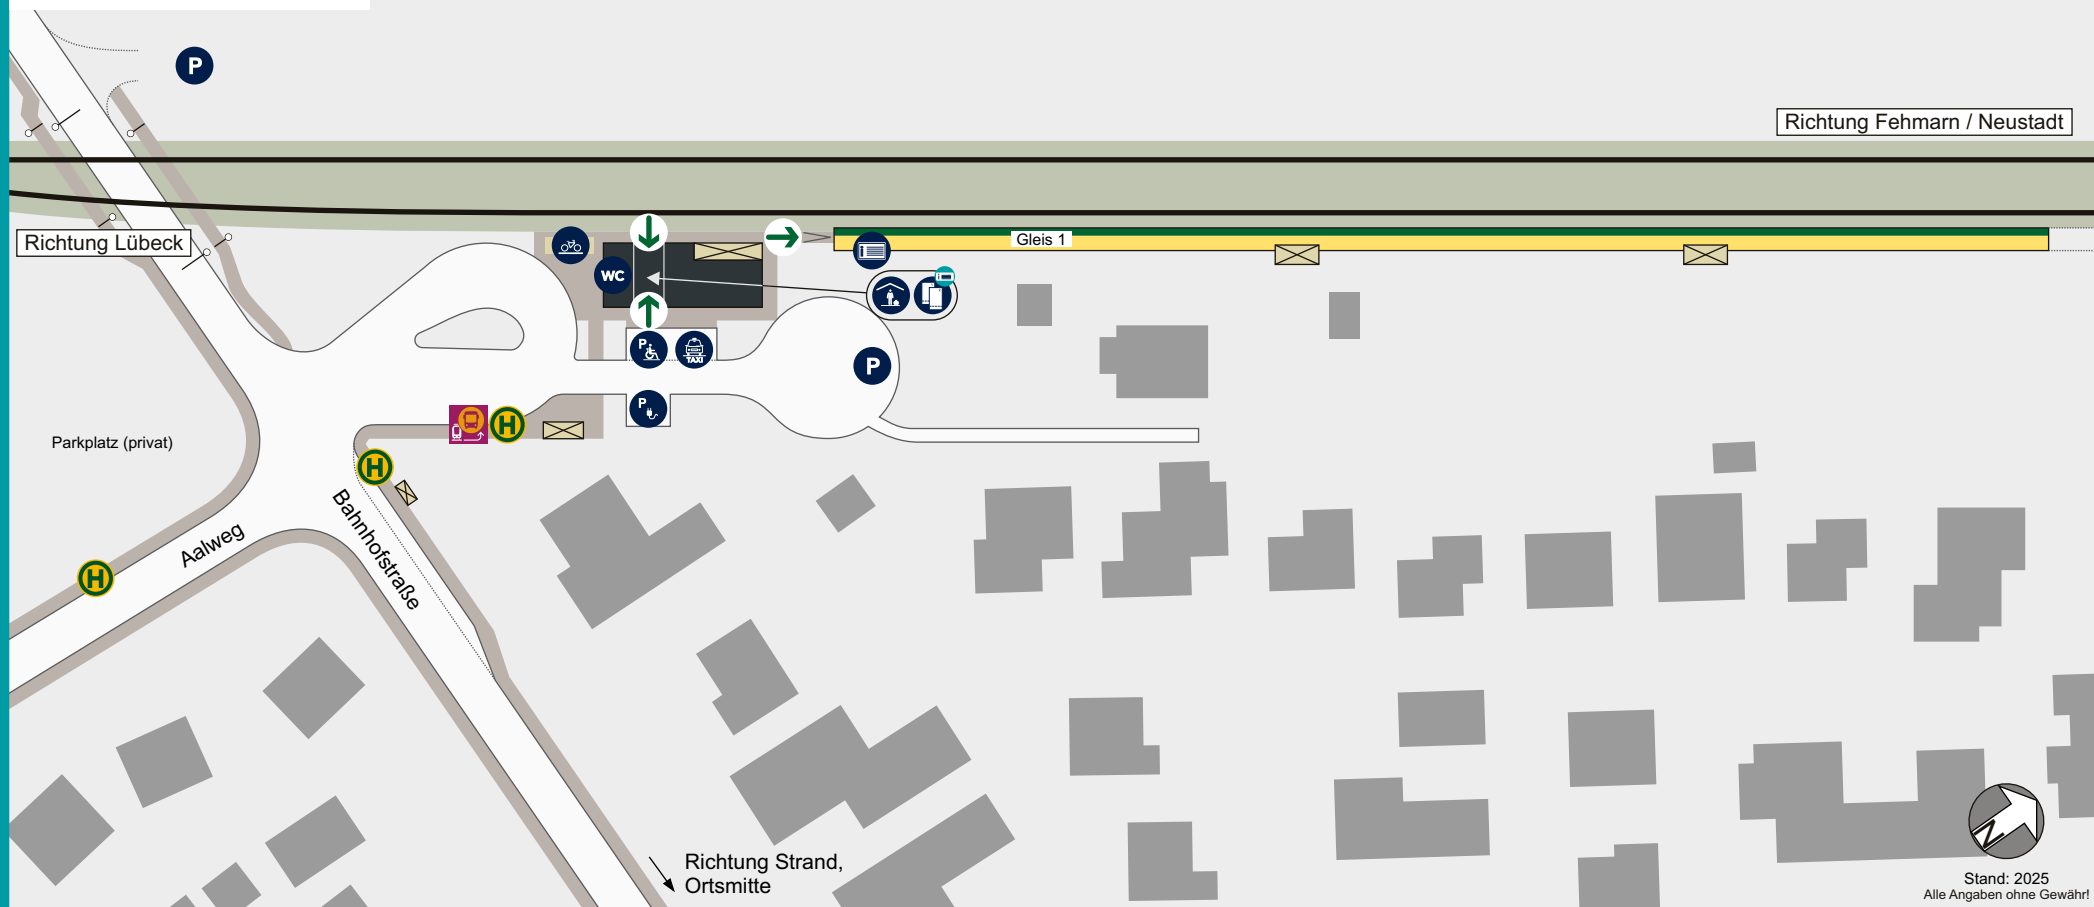 P
Richtung Fehmarn / Neustadt
Richtung Lübeck
Gleis 1
WC
P
TAXI
P
P
H
H
Parkplatz (privat)
Aalweg
Bahnhofstraße
H
Richtung Strand,
Ortsmitte
N
Stand: 2025
Alle Angaben ohne Gewähr!